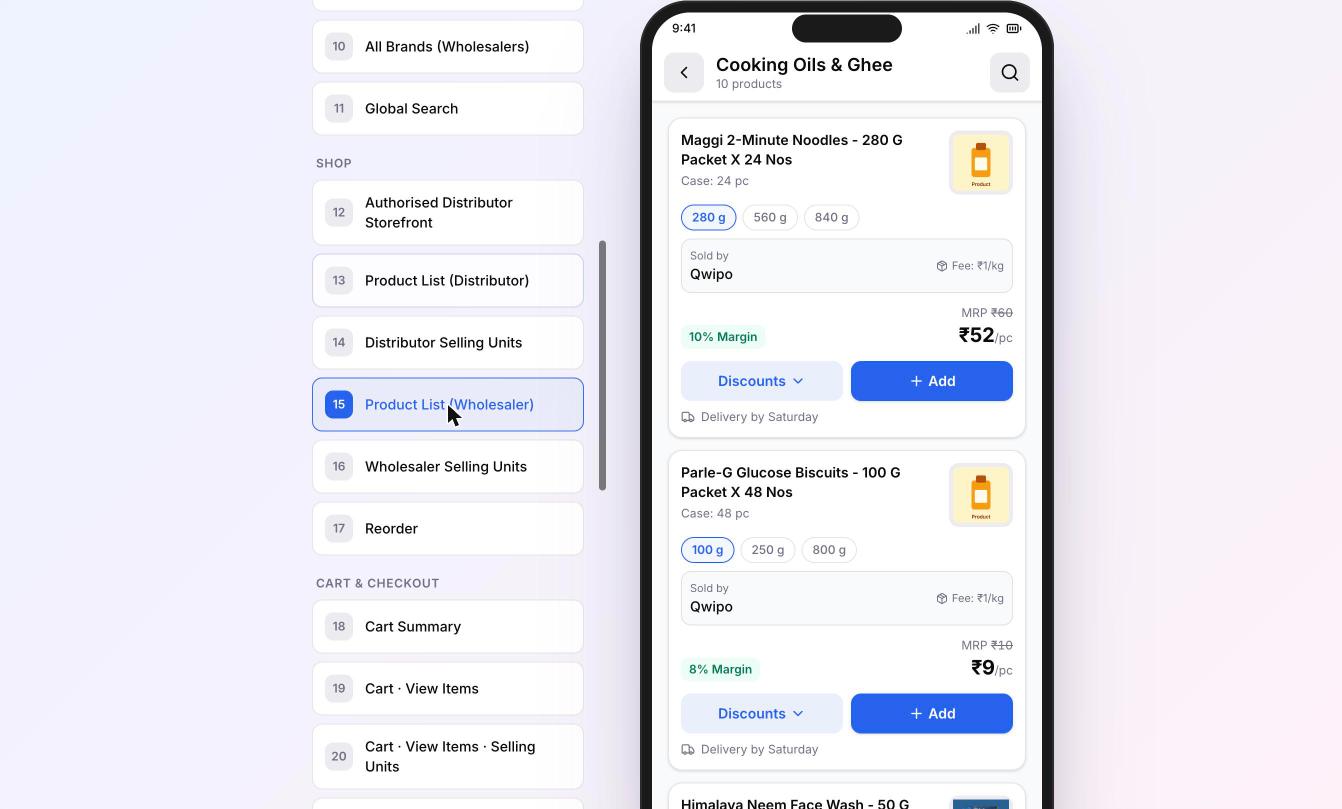 10
All Brands (Wholesalers)
11
Global Search
SHOP
12
Authorised Distributor
Storefront
13
Product List (Distributor)
14
Distributor Selling Units
15
Product List (Wholesaler)
16
Wholesaler Selling Units
17
Reorder
CART & CHECKOUT
18
Cart Summary
19
Cart · View Items
20
Cart · View Items · Selling
Units
9:41
Cooking Oils & Ghee
10 products
Maggi 2-Minute Noodles - 280 G
Packet X 24 Nos
Case: 24 pc
Product
280 g 560 g 840 g
Sold by
Qwipo
Fee: ₹1/kg
MRP ₹60
10% Margin
₹52/pc
Discounts
+ Add
Delivery by Saturday
Parle-G Glucose Biscuits - 100 G
Packet X 48 Nos
Case: 48 pc
Product
100 g 250 g 800 g
Sold by
Qwipo
Fee: ₹1/kg
MRP ₹10
8% Margin
₹9/pc
Discounts
+ Add
Delivery by Saturday
Himalaya Neem Face Wash - 50 G